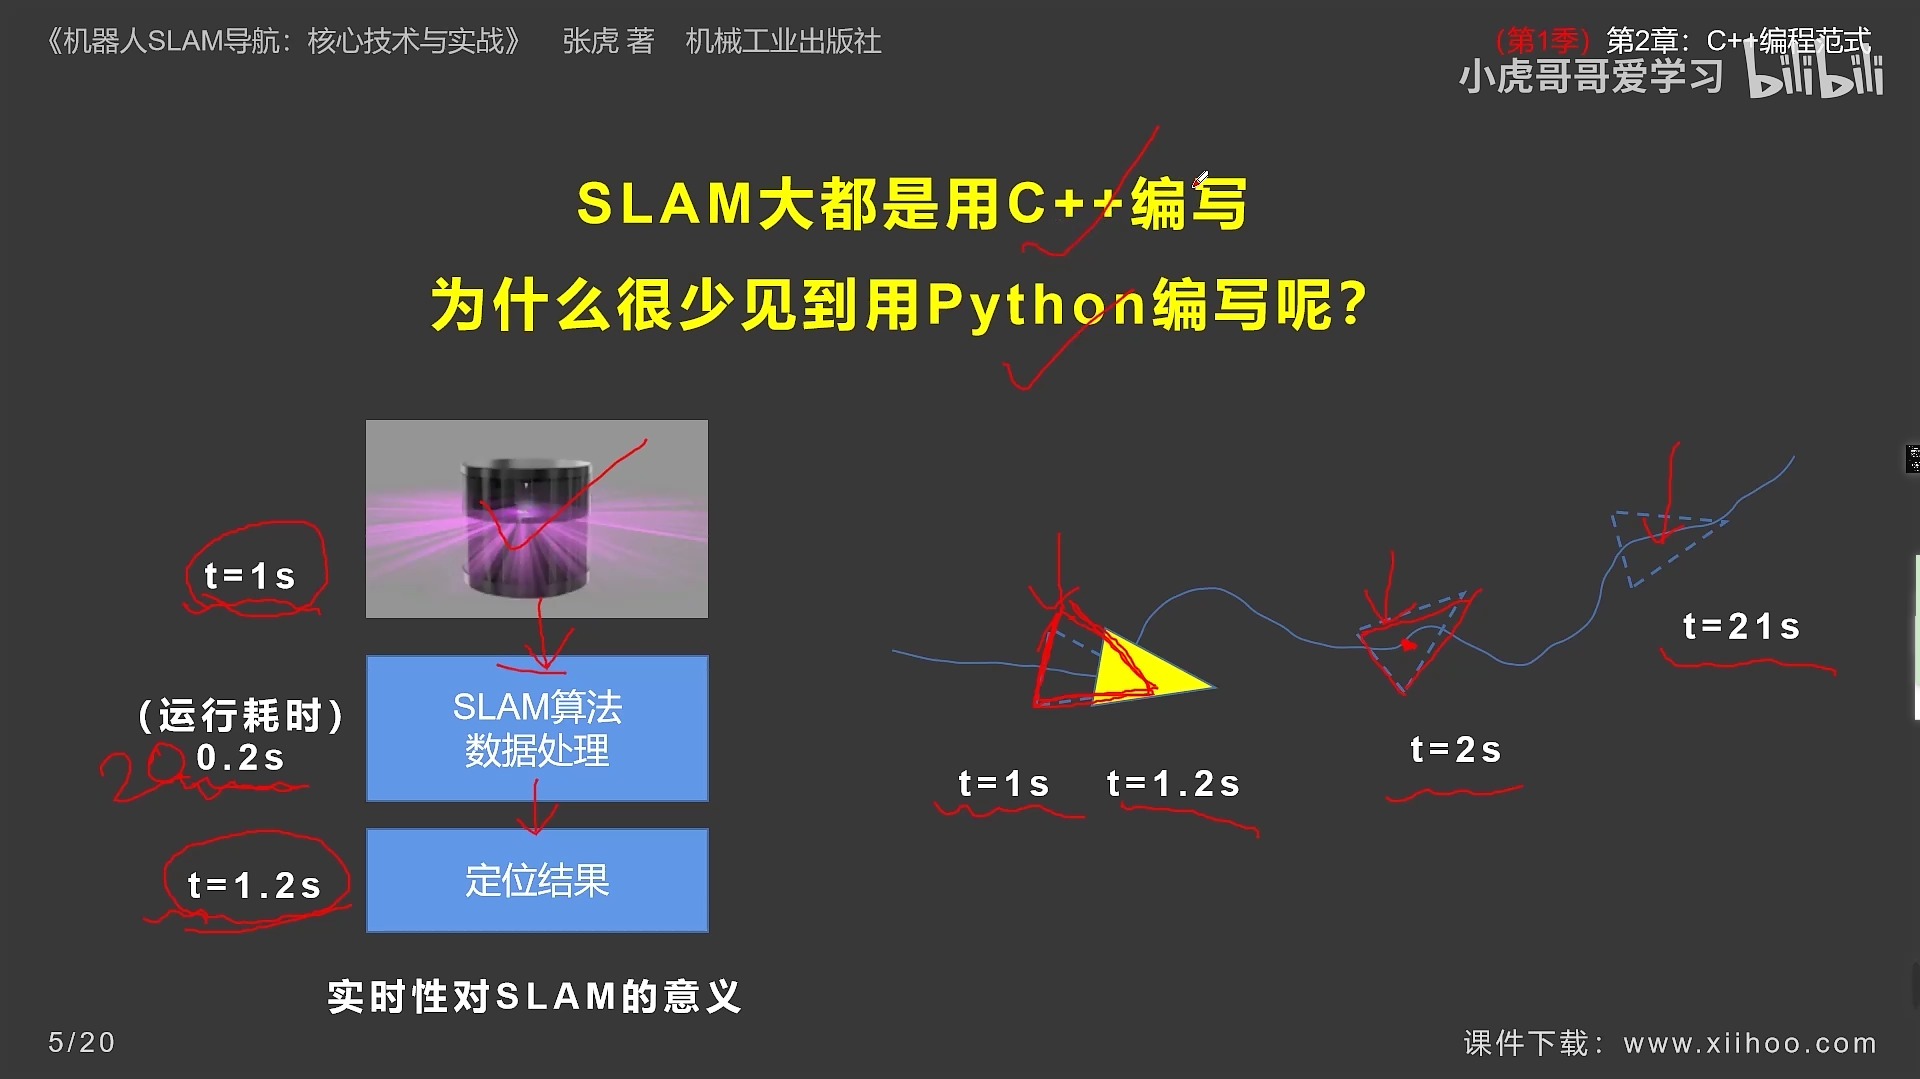 《机器人SLAM导航：核心技术与实战》 张虎 著 机械工业出版社
（第1季）第2章：C++编程范式
小虎哥哥爱学习 bilibili
SLAM大都是用C++编写
为什么很少见到用Python编写呢？
t=1s
（运行耗时）
0.2s
20
SLAM算法
数据处理
t=1.2s
定位结果
实时性对SLAM的意义
t=1s
t=1.2s
t=2s
t=21s
5/20
课件下载：www.xiihoo.com